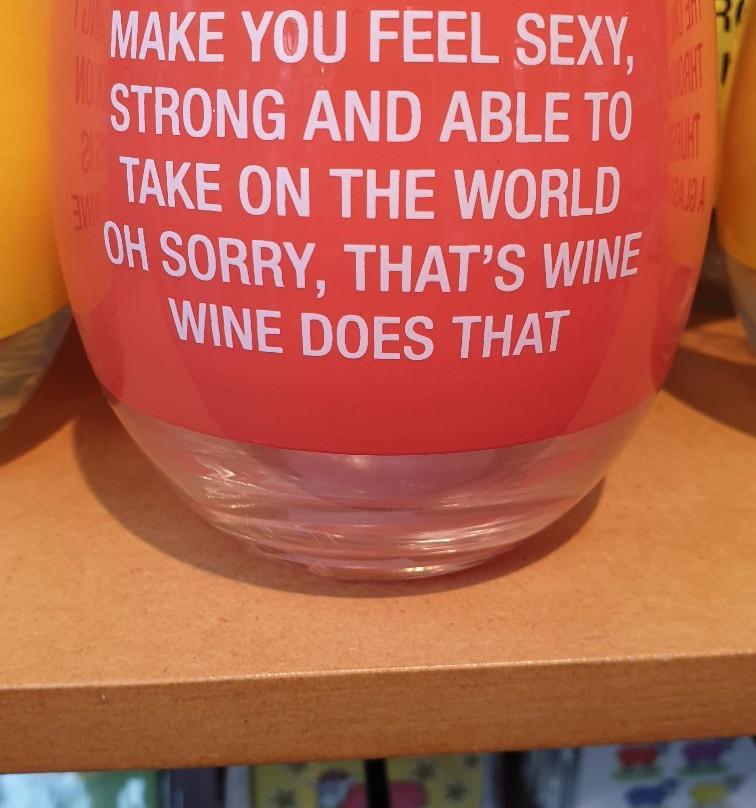 MAKE YOU FEEL SEXY,
STRONG AND ABLE TO
TAKE ON THE WORLD
OH SORRY, THAT'S WINE
WINE DOES THAT